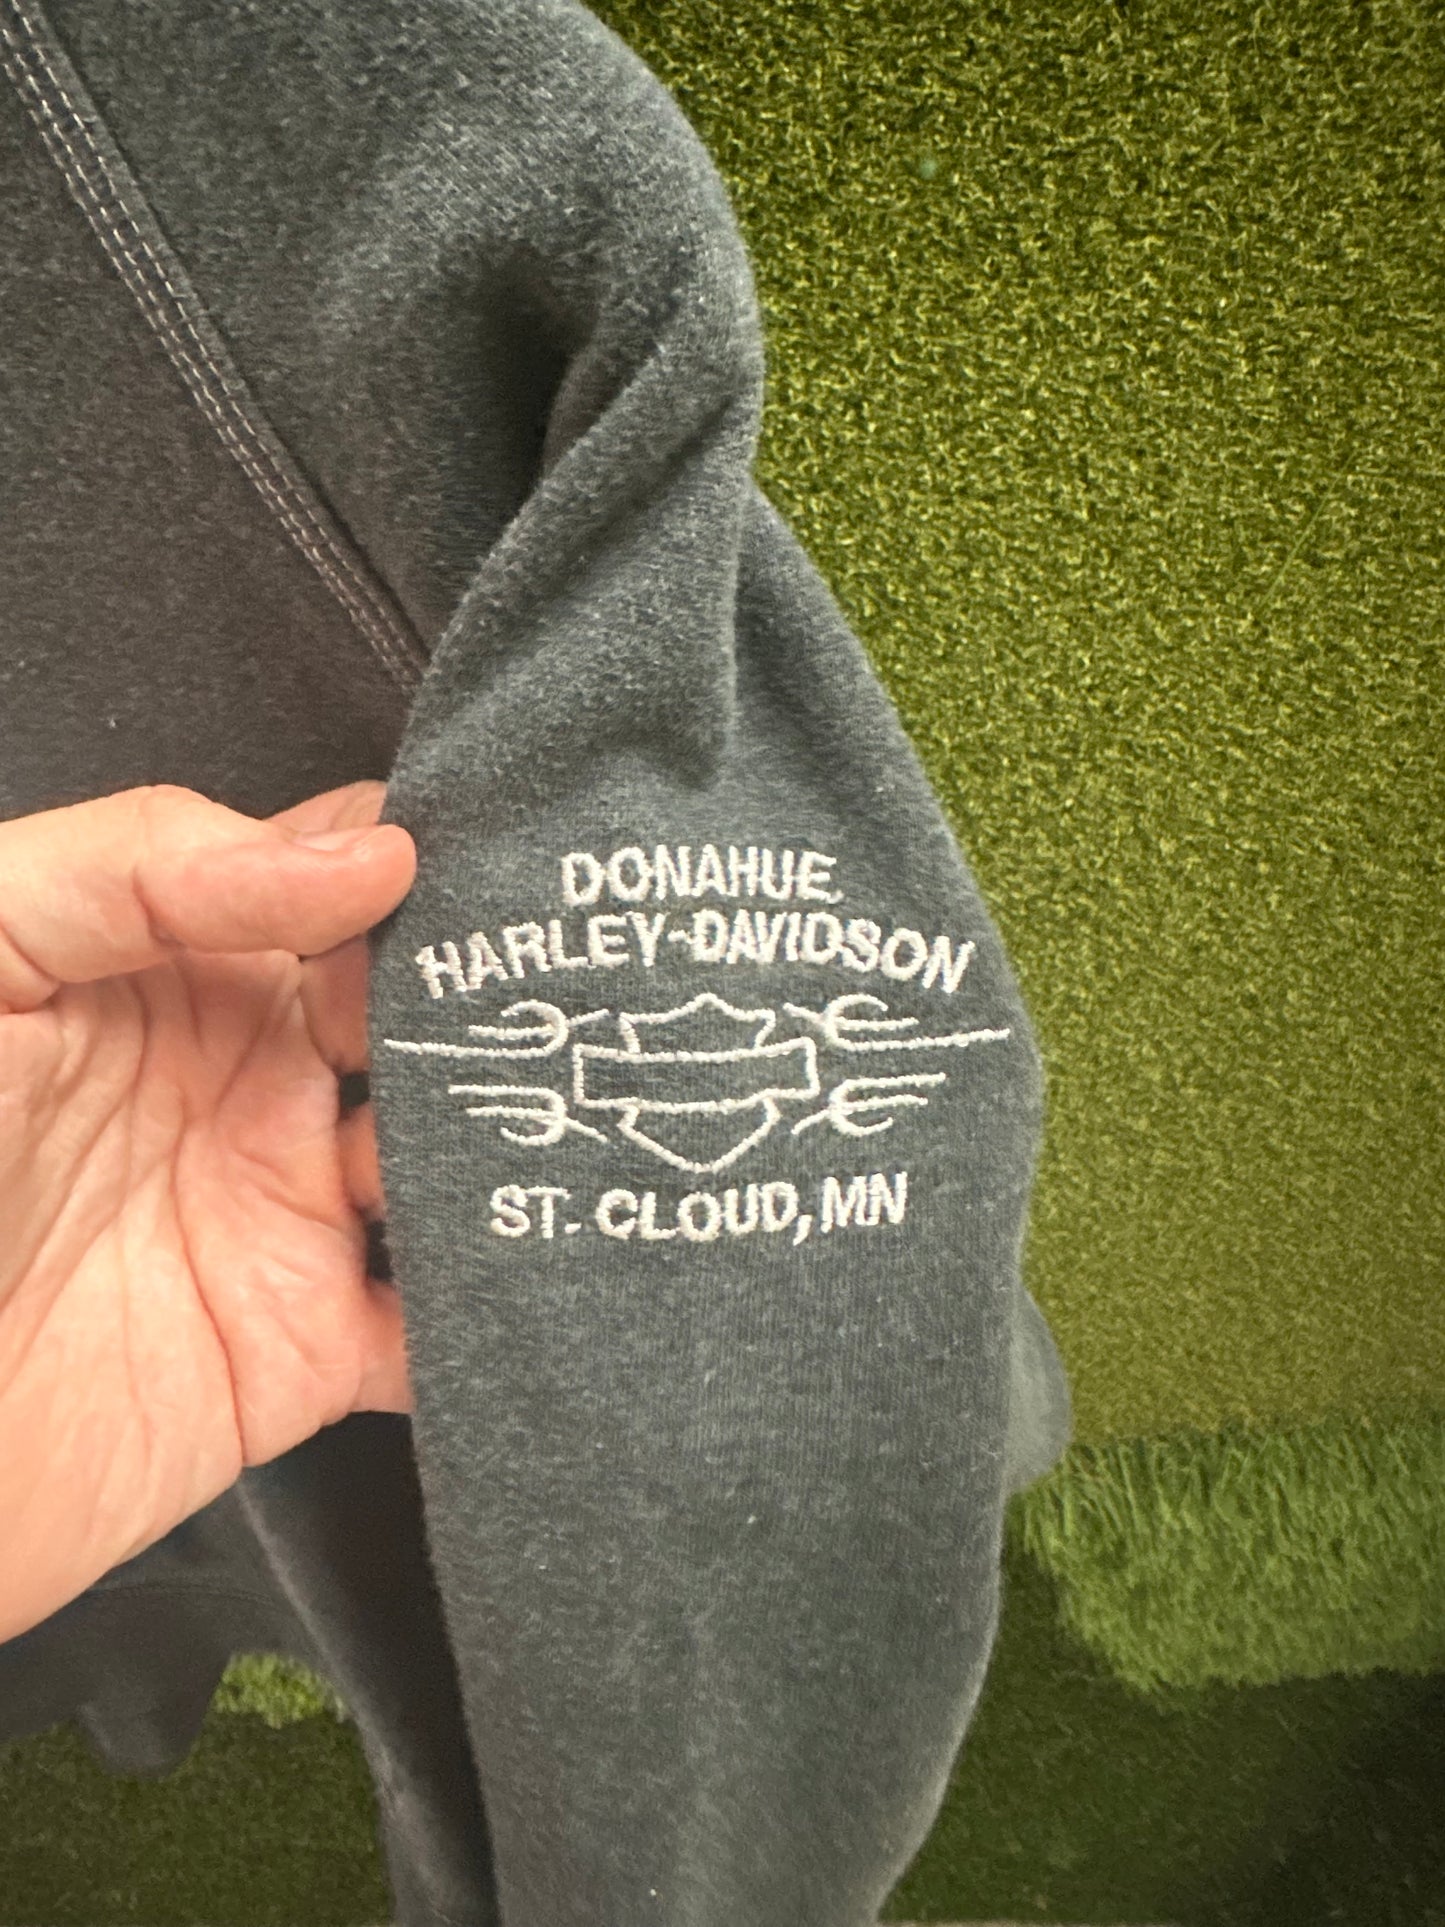 DONAHUE
HARLEY-DAVIDSON
ST. CLOUD, MN